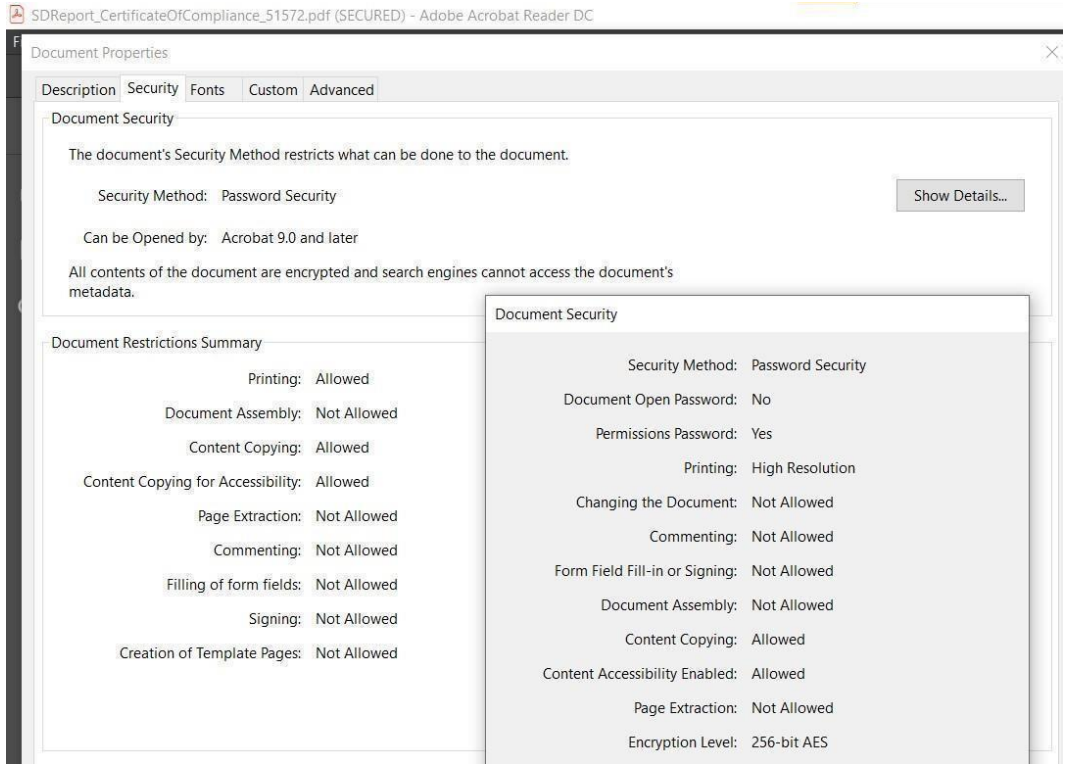 SDReport_CertificateOfCompliance_51572.pdf (SECURED) - Adobe Acrobat Reader DC
F
Document Properties
Description Security Fonts Custom Advanced
Document Security
The document's Security Method restricts what can be done to the document.
Security Method: Password Security
Show Details...
Can be Opened by: Acrobat 9.0 and later
All contents of the document are encrypted and search engines cannot access the document's
metadata.
Document Restrictions Summary
Printing: Allowed
Document Assembly: Not Allowed
Content Copying: Allowed
Content Copying for Accessibility: Allowed
Page Extraction: Not Allowed
Commenting: Not Allowed
Filling of form fields: Not Allowed
Signing: Not Allowed
Creation of Template Pages: Not Allowed
Document Security
Security Method: Password Security
Document Open Password: No
Permissions Password: Yes
Printing: High Resolution
Changing the Document: Not Allowed
Commenting: Not Allowed
Form Field Fill-in or Signing: Not Allowed
Document Assembly: Not Allowed
Content Copying: Allowed
Content Accessibility Enabled: Allowed
Page Extraction: Not Allowed
Encryption Level: 256-bit AES